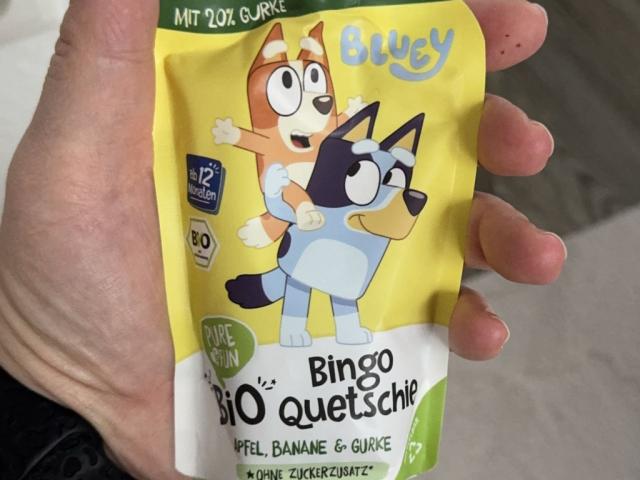 MIT 20% GURKE
BLUEY
ab 12
Monaten
BiO
PURE
FUN
Bingo
BiO Quetschie
APFEL, BANANE & GURKE
*OHNE ZUCKERZUSATZ*